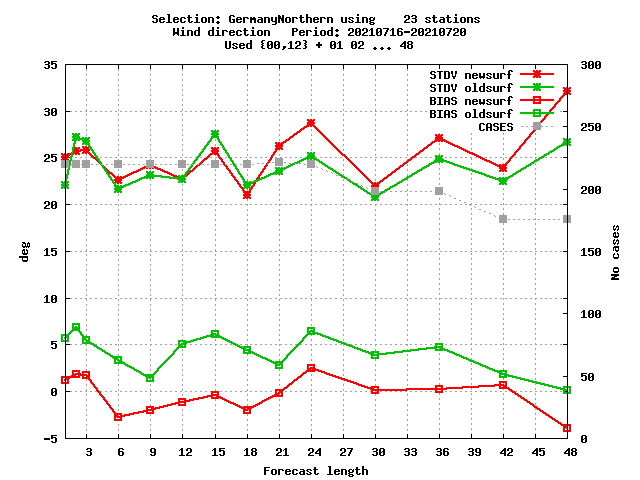 Selection: GermanyNorthern using    23 stations
Wind direction   Period: 20210716-20210720
Used {00,12} + 01 02 ... 48
STDV newsurf
STDV oldsurf
BIAS newsurf
BIAS oldsurf
CASES
35
30
25
20
15
10
5
0
-5
deg
300
250
200
150
100
50
0
No cases
3 6 9 12 15 18 21 24 27 30 33 36 39 42 45 48
Forecast length